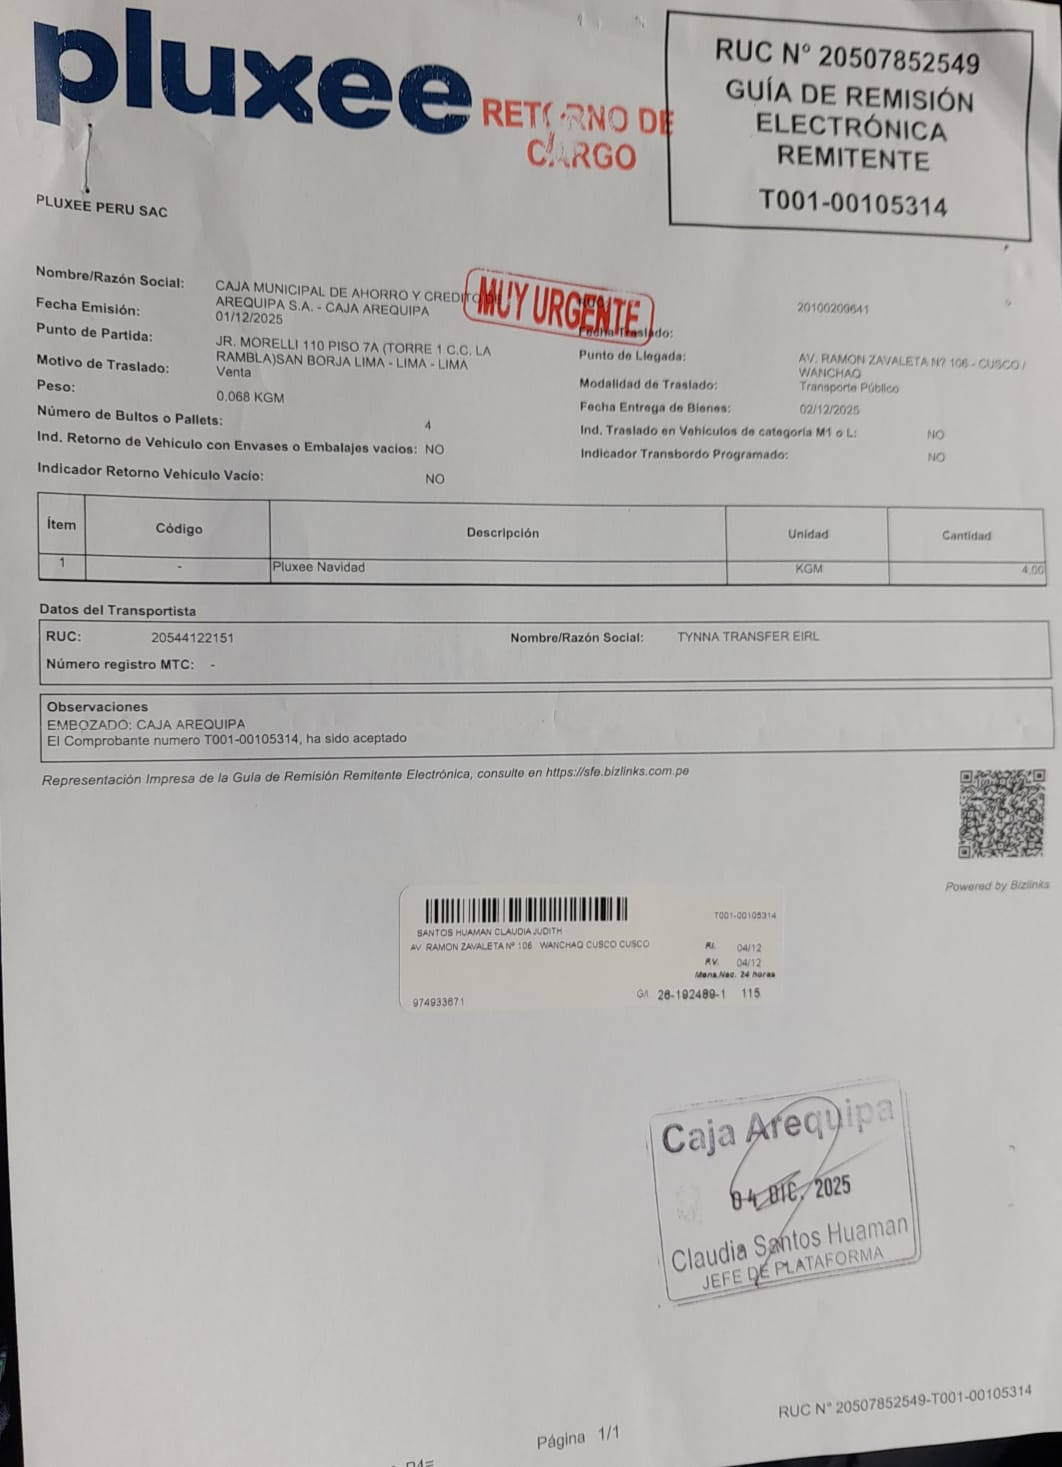 pluxee
RETORNO DE
CARGO
RUC N° 20507852549
GUÍA DE REMISIÓN
ELECTRÓNICA
REMITENTE
T001-00105314
PLUXEE PERU SAC
Nombre/Razón Social: CAJA MUNICIPAL DE AHORRO Y CREDITO DE
AREQUIPA S.A. - CAJA AREQUIPA
MUY URGENTE
20100209641
Fecha Emisión: 01/12/2025
Fecha Traslado:
Punto de Partida: JR. MORELLI 110 PISO 7A (TORRE 1 C.C. LA
RAMBLA)SAN BORJA LIMA - LIMA - LIMA
Punto de Llegada: AV. RAMON ZAVALETA N? 106 - CUSCO /
WANCHAQ
Motivo de Traslado: Venta
Modalidad de Traslado: Transporte Público
Peso: 0.068 KGM
Fecha Entrega de Bienes: 02/12/2025
Número de Bultos o Pallets: 4
Ind. Traslado en Vehículos de categoría M1 o L: NO
Ind. Retorno de Vehiculo con Envases o Embalajes vacios: NO
Indicador Transbordo Programado: NO
Indicador Retorno Vehículo Vacío: NO
Ítem Código Descripción Unidad Cantidad
1 - Pluxee Navidad KGM 4.00
Datos del Transportista
RUC: 20544122151 Nombre/Razón Social: TYNNA TRANSFER EIRL
Número registro MTC: -
Observaciones
EMBOZADO: CAJA AREQUIPA
El Comprobante numero T001-00105314, ha sido aceptado
Representación Impresa de la Guía de Remisión Remitente Electrónica, consulte en https://sfe.bizlinks.com.pe
Powered by Bizlinks
T001-00105314
SANTOS HUAMAN CLAUDIA JUDITH
AV RAMON ZAVALETA N° 106 WANCHAQ CUSCO CUSCO
RI. 04/12
RV. 04/12
Mens.Nac. 24 horas
974933671
G/I 26-192489-1 115
Caja Arequipa
04 DIC. 2025
Claudia Santos Huaman
JEFE DE PLATAFORMA
RUC N° 20507852549-T001-00105314
Página 1/1